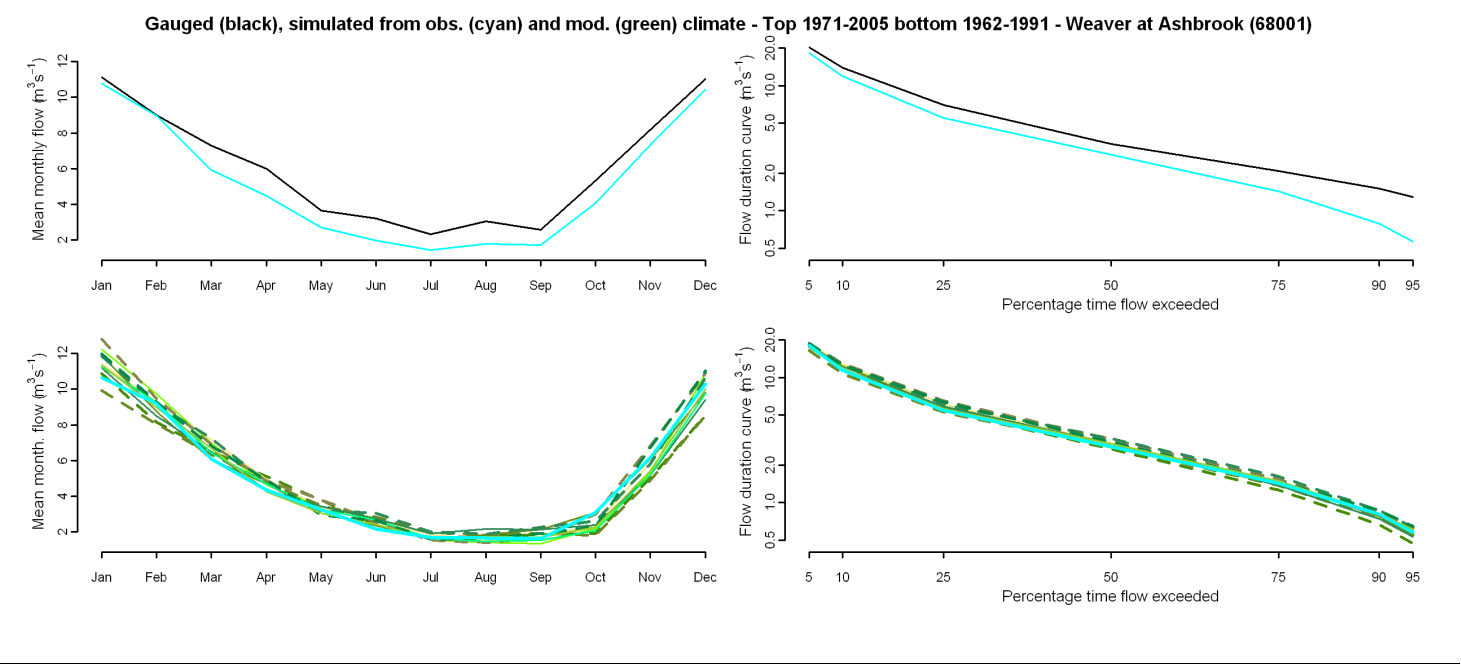 Gauged (black), simulated from obs. (cyan) and mod. (green) climate - Top 1971-2005 bottom 1962-1991 - Weaver at Ashbrook (68001)
Mean monthly flow (m³s⁻¹)
2 4 6 8 10 12
Jan Feb Mar Apr May Jun Jul Aug Sep Oct Nov Dec
Flow duration curve (m³s⁻¹)
0.5 1.0 2.0 5.0 10.0 20.0
5 10 25 50 75 90 95
Percentage time flow exceeded
Mean month. flow (m³s⁻¹)
2 4 6 8 10 12
Jan Feb Mar Apr May Jun Jul Aug Sep Oct Nov Dec
Flow duration curve (m³s⁻¹)
0.5 1.0 2.0 5.0 10.0 20.0
5 10 25 50 75 90 95
Percentage time flow exceeded